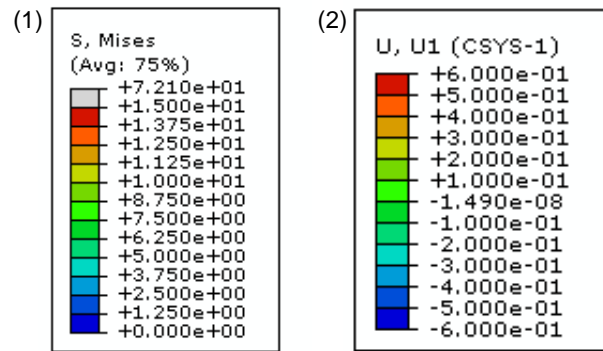 (1)
S, Mises
(Avg: 75%)
+7.210e+01
+1.500e+01
+1.375e+01
+1.250e+01
+1.125e+01
+1.000e+01
+8.750e+00
+7.500e+00
+6.250e+00
+5.000e+00
+3.750e+00
+2.500e+00
+1.250e+00
+0.000e+00
(2)
U, U1 (CSYS-1)
+6.000e-01
+5.000e-01
+4.000e-01
+3.000e-01
+2.000e-01
+1.000e-01
-1.490e-08
-1.000e-01
-2.000e-01
-3.000e-01
-4.000e-01
-5.000e-01
-6.000e-01